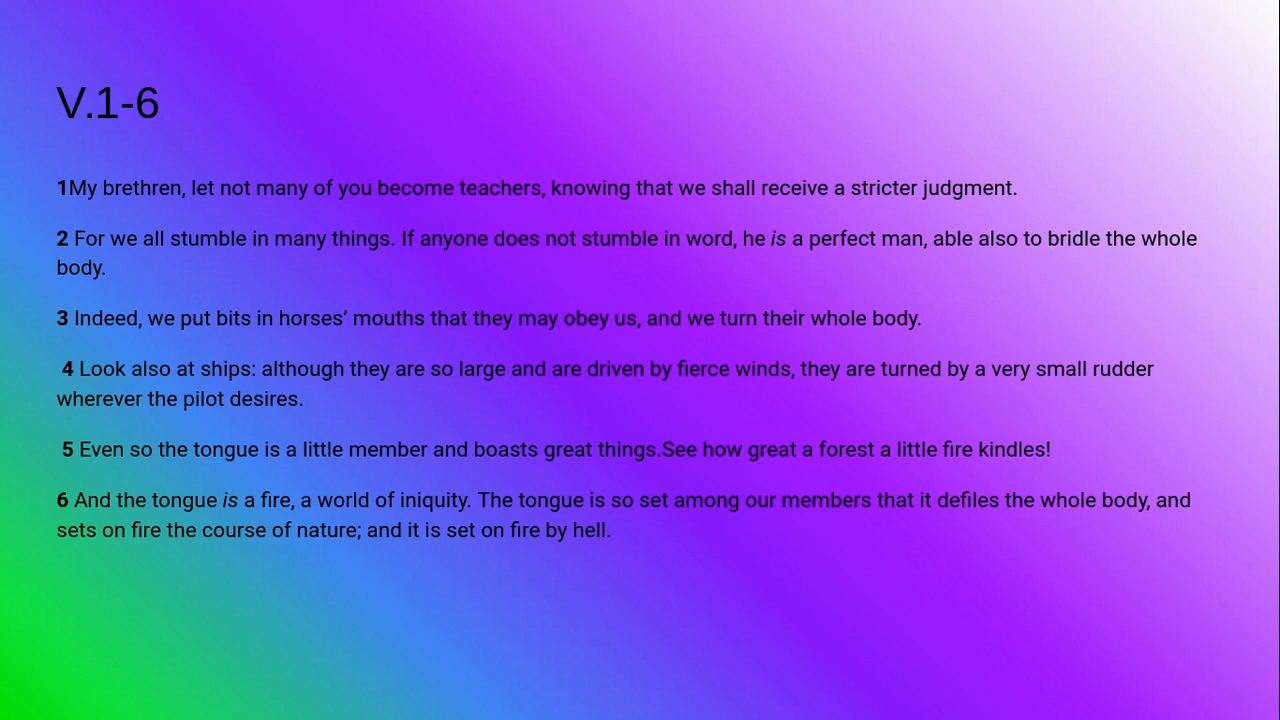 V.1-6
1My brethren, let not many of you become teachers, knowing that we shall receive a stricter judgment.
2 For we all stumble in many things. If anyone does not stumble in word, he is a perfect man, able also to bridle the whole
body.
3 Indeed, we put bits in horses’ mouths that they may obey us, and we turn their whole body.
4 Look also at ships: although they are so large and are driven by fierce winds, they are turned by a very small rudder
wherever the pilot desires.
5 Even so the tongue is a little member and boasts great things.See how great a forest a little fire kindles!
6 And the tongue is a fire, a world of iniquity. The tongue is so set among our members that it defiles the whole body, and
sets on fire the course of nature; and it is set on fire by hell.